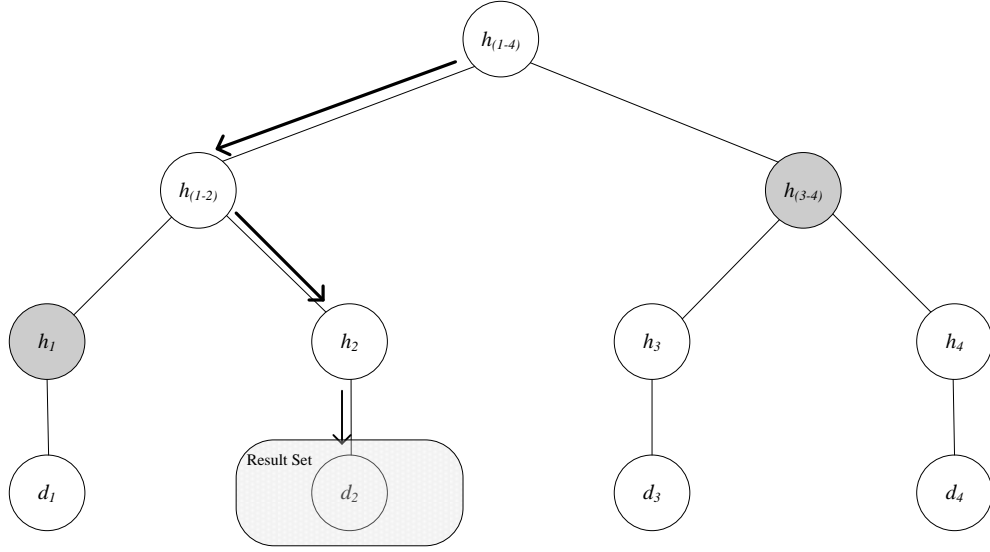 h(1-4)
h(1-2)
h(3-4)
h1
h2
h3
h4
Result Set
d1
d2
d3
d4